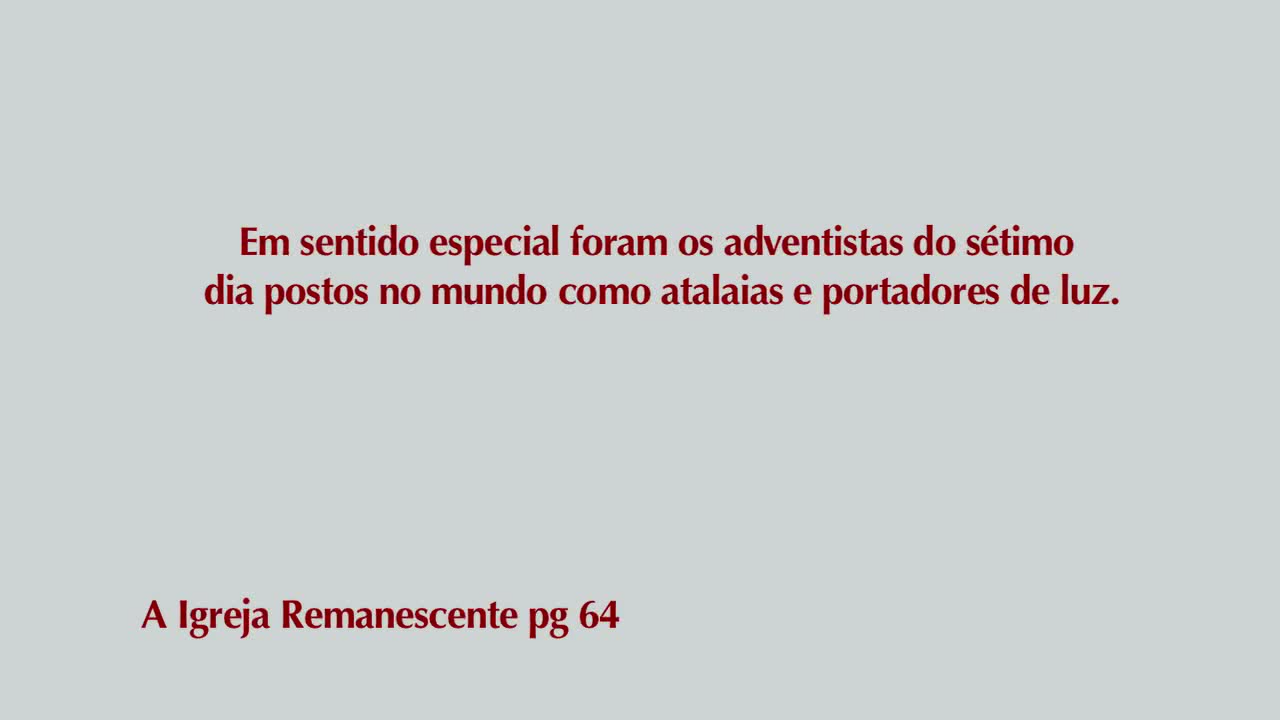 Em sentido especial foram os adventistas do sétimo
dia postos no mundo como atalaias e portadores de luz.
A Igreja Remanescente pg 64